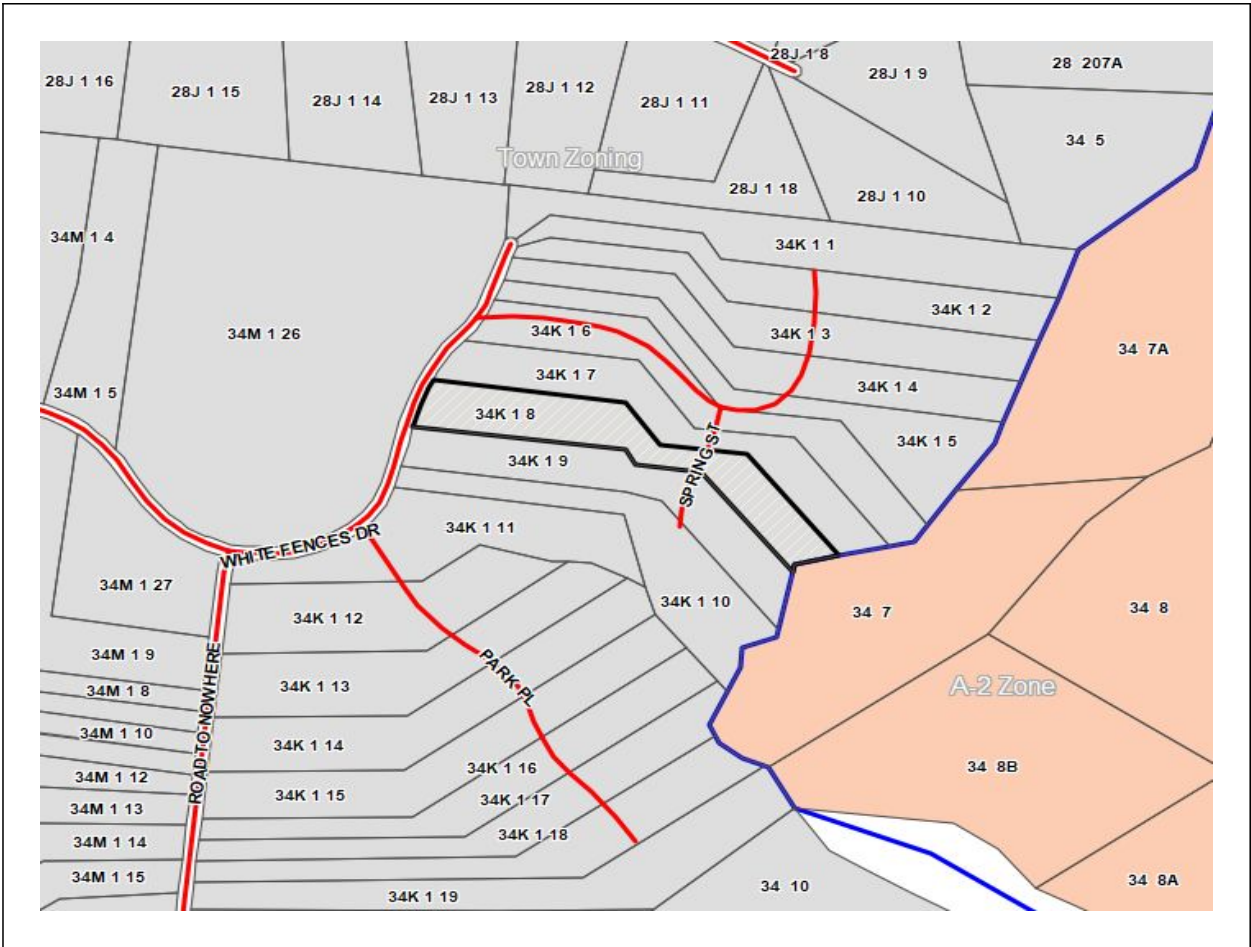 28J 1 8
28J 1 16
28J 1 15
28J 1 14
28J 1 13
28J 1 12
28J 1 11
28J 1 9
28 207A
34 5
Town Zoning
28J 1 18
28J 1 10
34M 1 4
34K 1 1
34K 1 2
34M 1 26
34K 1 6
34K 1 3
34 7A
34K 1 7
34K 1 4
34M 1 5
34K 1 8
34K 1 5
34K 1 9
SPRING ST
34K 1 11
WHITE FENCES DR
34M 1 27
34K 1 10
34K 1 12
34 7
34 8
34M 1 9
PARK PL
34M 1 8
34K 1 13
A-2 Zone
ROAD TO NOWHERE
34M 1 10
34K 1 14
34M 1 12
34K 1 16
34 8B
34K 1 15
34K 1 17
34M 1 13
34K 1 18
34M 1 14
34M 1 15
34 10
34 8A
34K 1 19